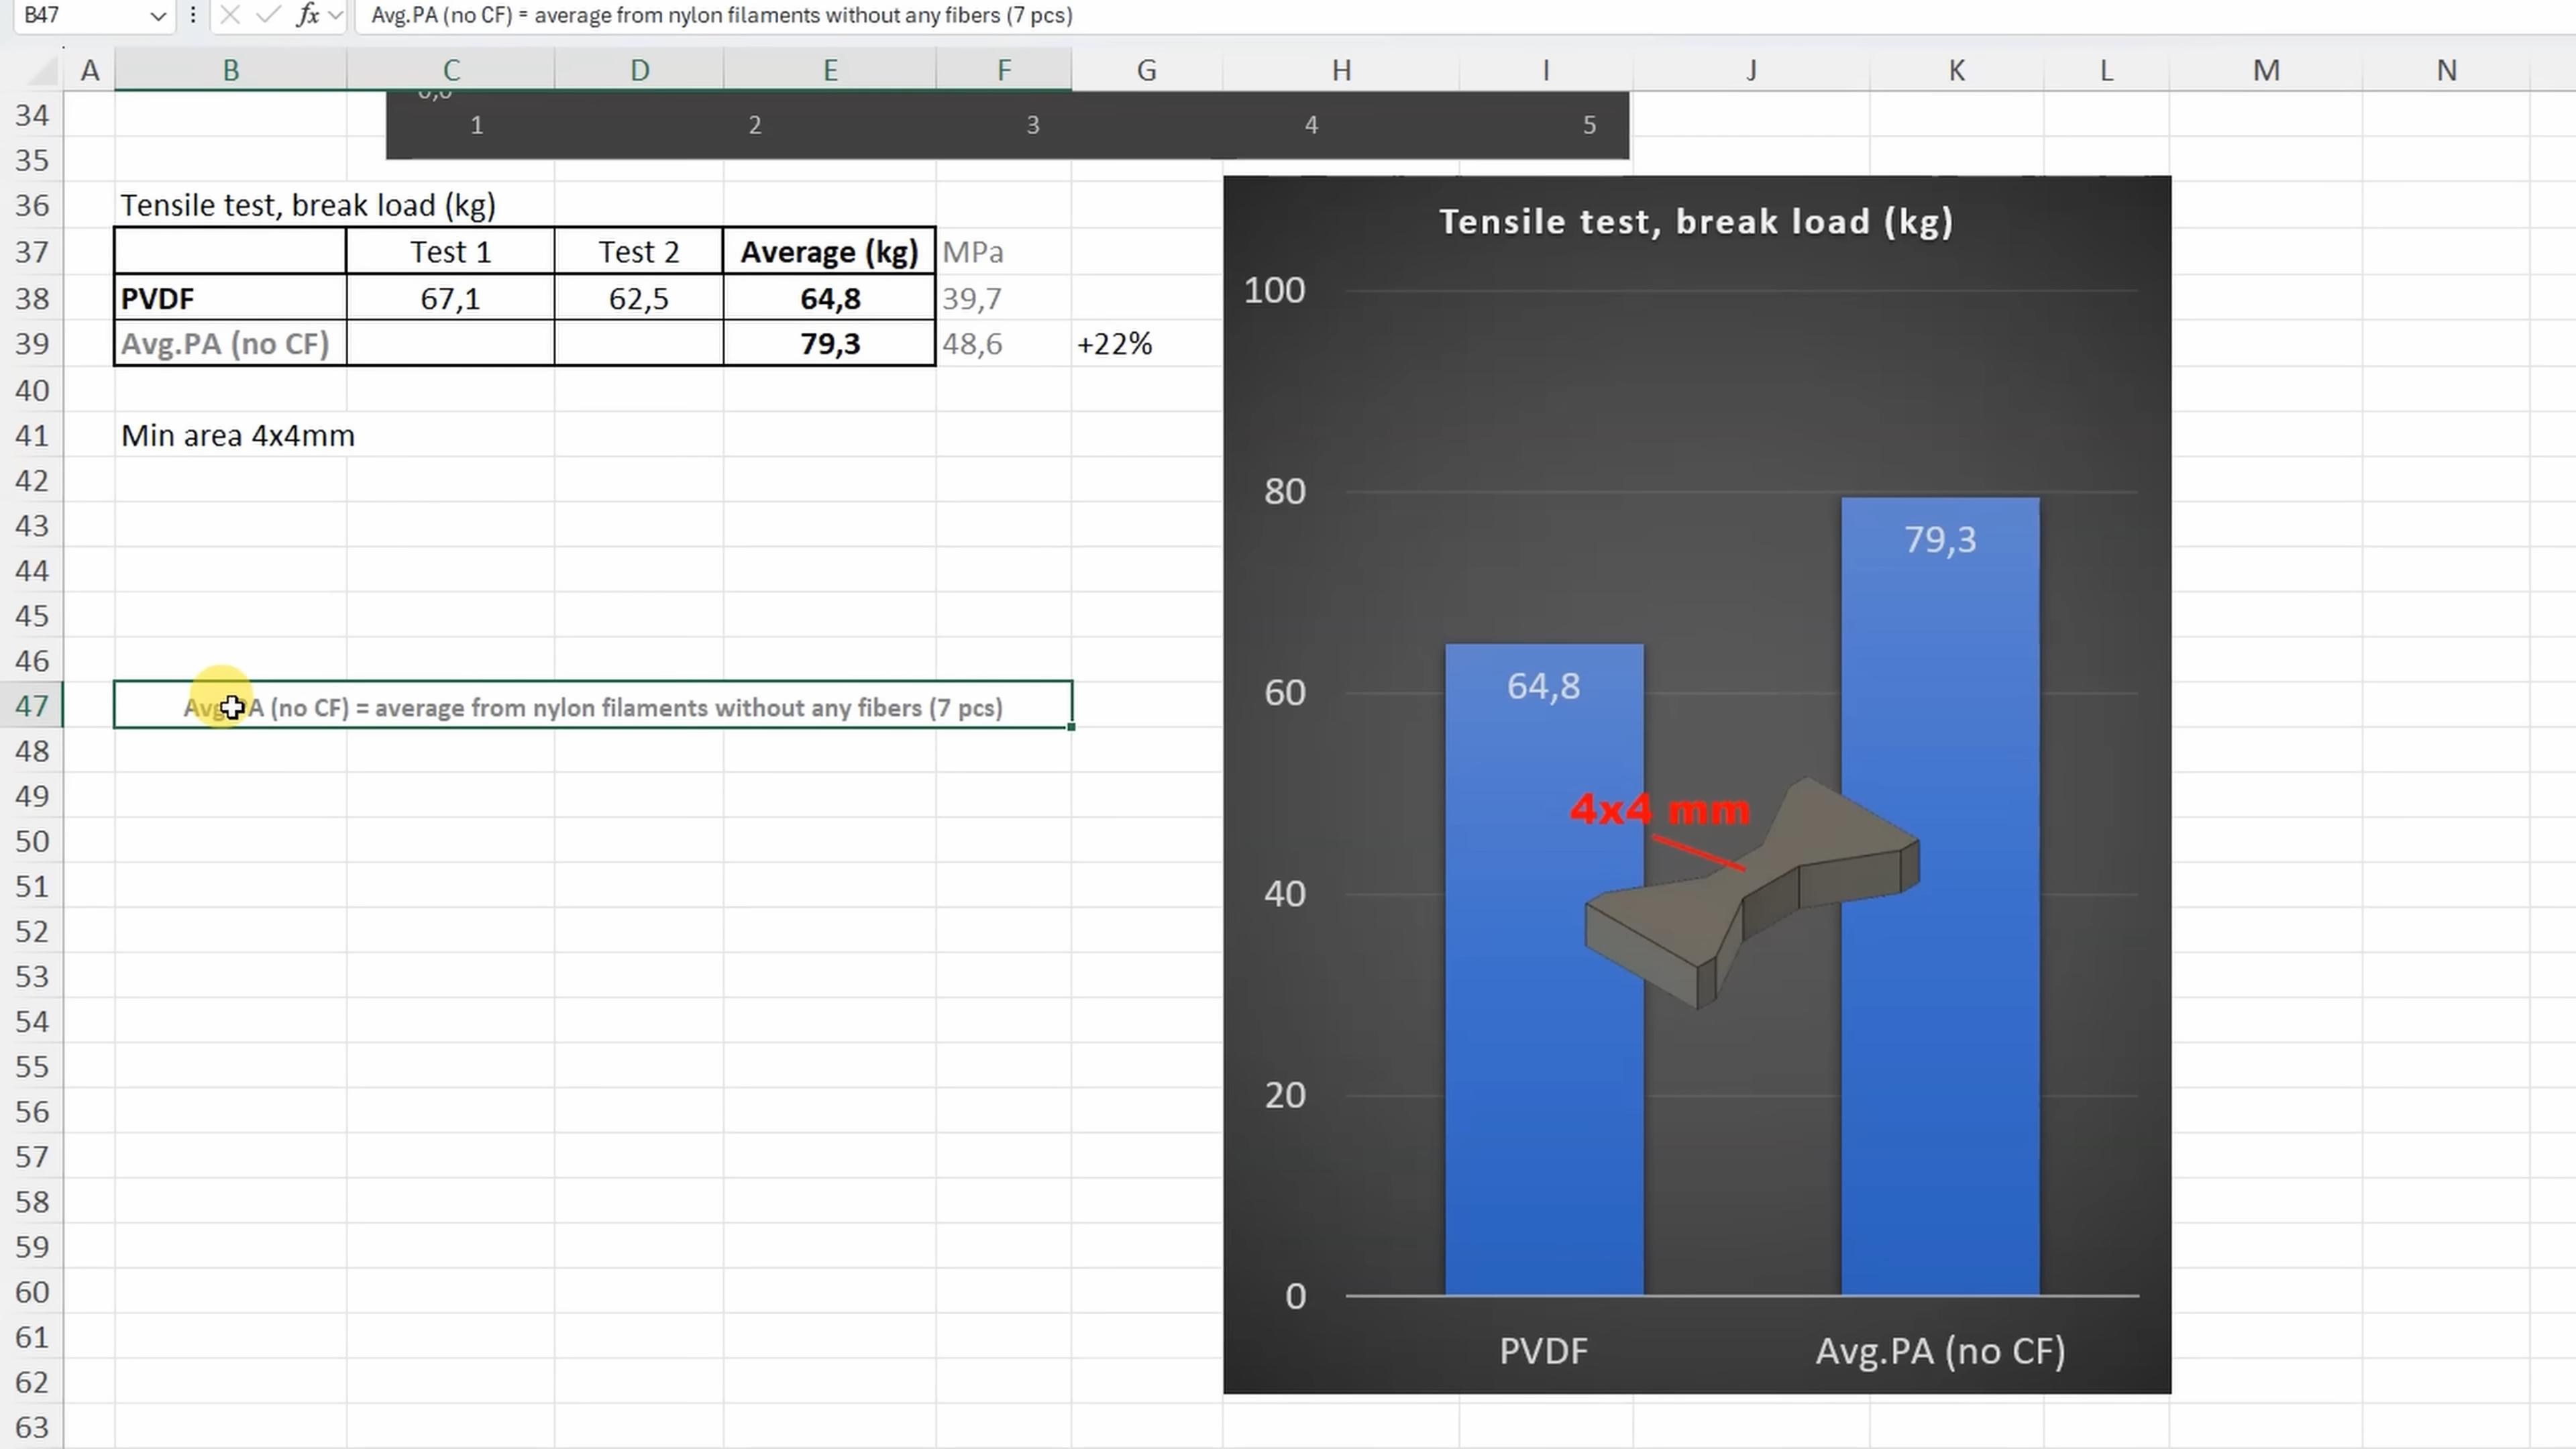 B47
fx
Avg.PA (no CF) = average from nylon filaments without any fibers (7 pcs)
A B C D E F G H I J K L M N
34
1 2 3 4 5
35
36 Tensile test, break load (kg)
37 Test 1 Test 2 Average (kg) MPa
38 PVDF 67,1 62,5 64,8 39,7
39 Avg.PA (no CF) 79,3 48,6 +22%
40
41 Min area 4x4mm
42
43
44
45
46
47 Avg.PA (no CF) = average from nylon filaments without any fibers (7 pcs)
48
49
50
51
52
53
54
55
56
57
58
59
60
61
62
63
Tensile test, break load (kg)
100
80
79,3
60
64,8
4x4 mm
40
20
0
PVDF Avg.PA (no CF)